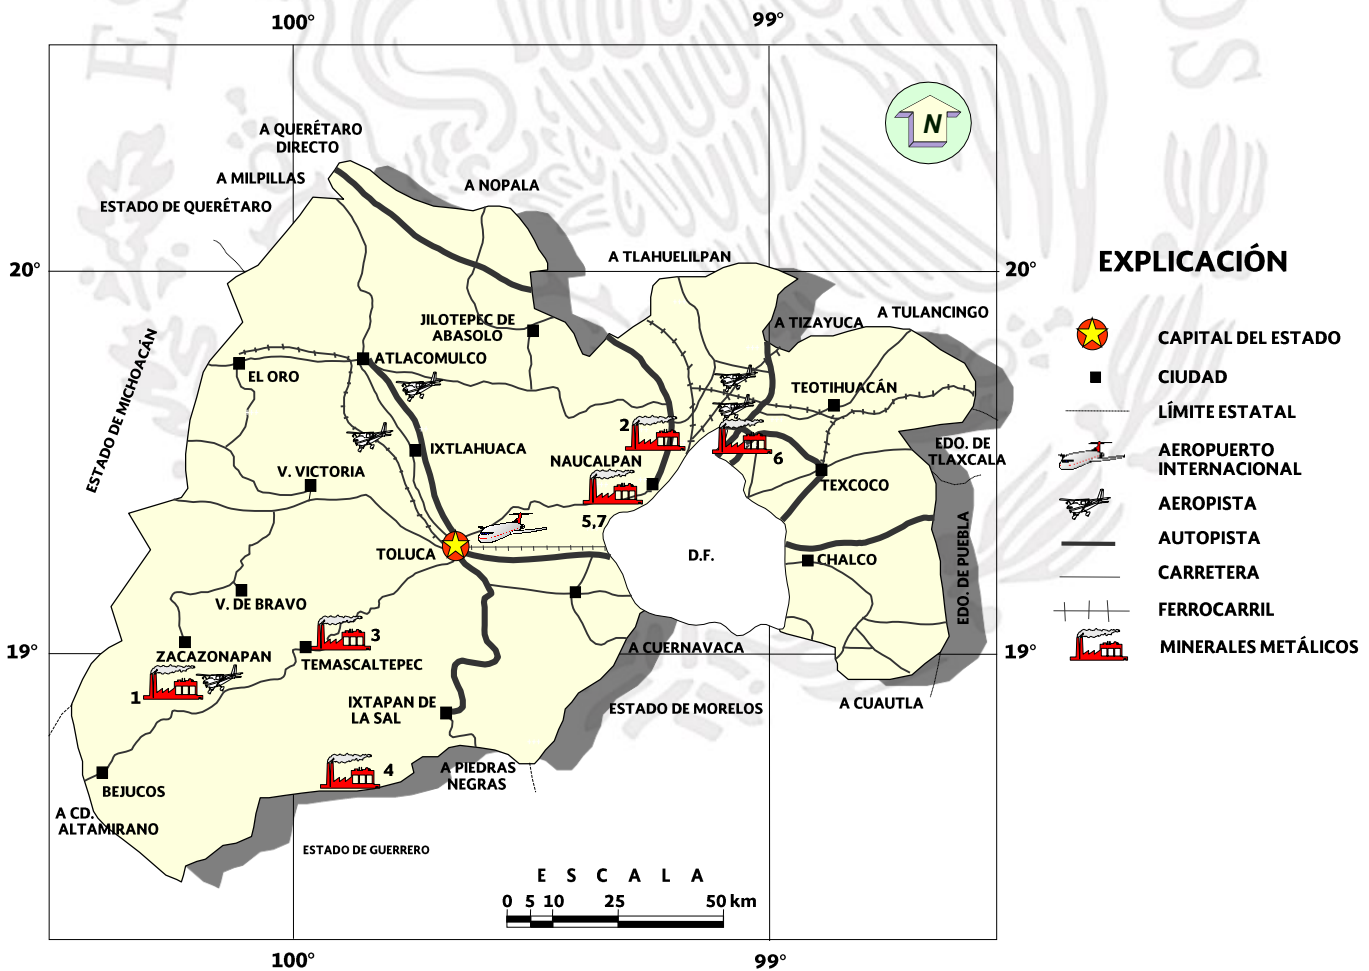 100°
99°
N
A QUERÉTARO
DIRECTO
A MILPILLAS
A NOPALA
ESTADO DE QUERÉTARO
A TLAHUELILPAN
20°
20°
EXPLICACIÓN
A TULANCINGO
A TIZAYUCA
JILOTEPEC DE
ABASOLO
CAPITAL DEL ESTADO
ATLACOMULCO
EL ORO
CIUDAD
TEOTIHUACÁN
LÍMITE ESTATAL
ESTADO DE MICHOACÁN
2
IXTLAHUACA
EDO. DE
TLAXCALA
AEROPUERTO
INTERNACIONAL
NAUCALPAN
6
V. VICTORIA
TEXCOCO
AEROPISTA
5,7
AUTOPISTA
TOLUCA
D.F.
CHALCO
EDO. DE PUEBLA
CARRETERA
V. DE BRAVO
FERROCARRIL
3
19°
ZACAZONAPAN
TEMASCALTEPEC
A CUERNAVACA
19°
MINERALES METÁLICOS
1
IXTAPAN DE
LA SAL
ESTADO DE MORELOS
A CUAUTLA
4
A PIEDRAS
NEGRAS
BEJUCOS
A CD.
ALTAMIRANO
ESTADO DE GUERRERO
E S C A L A
0 5 10 25 50 km
100°
99°